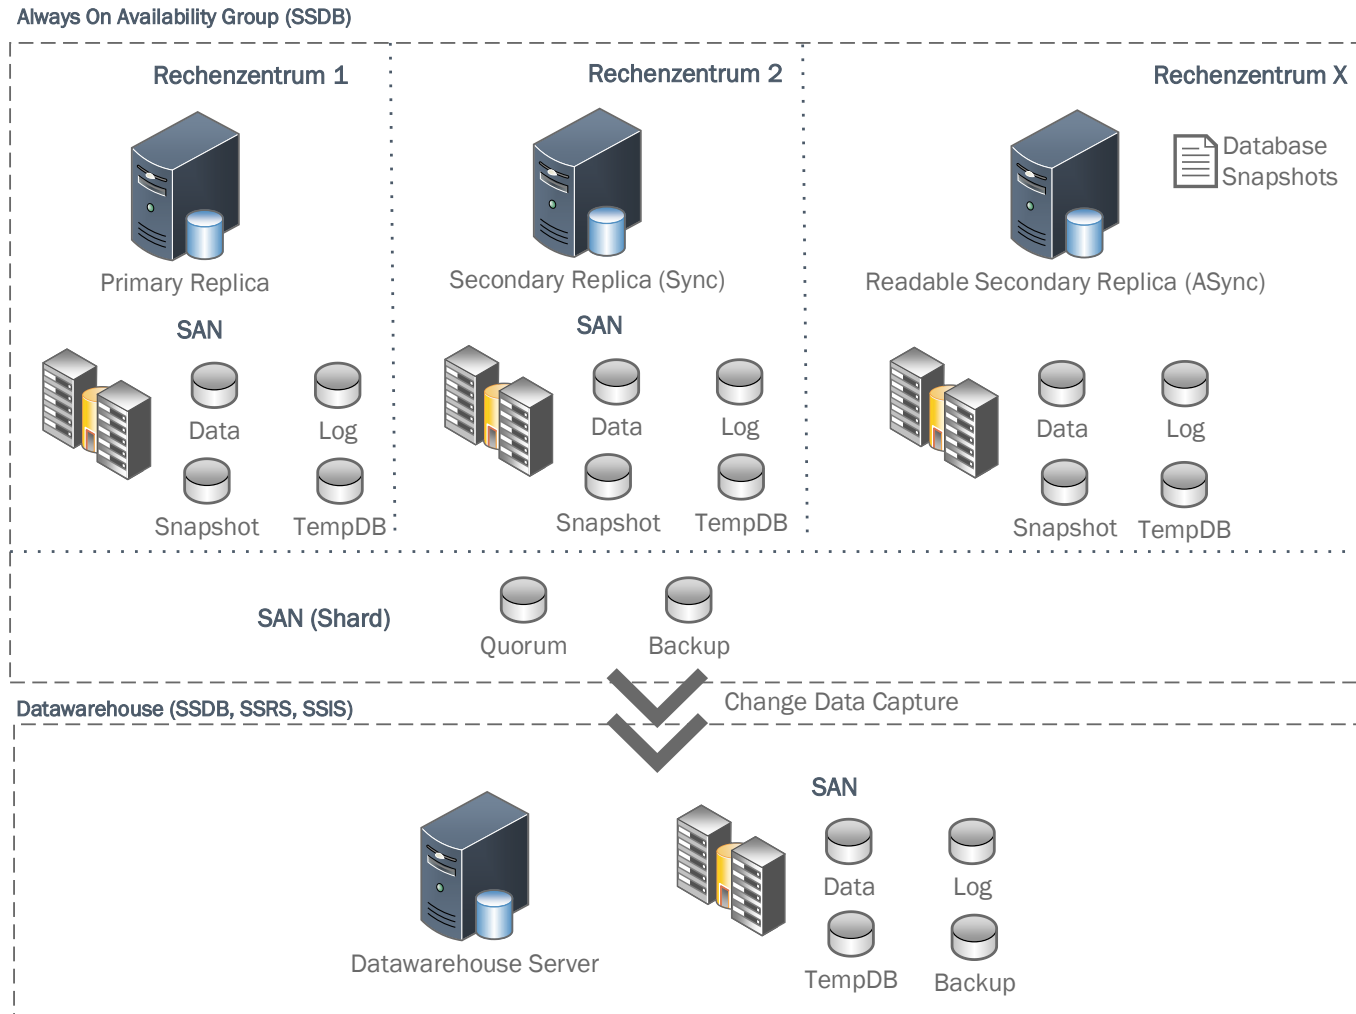 Always On Availability Group (SSDB)
Rechenzentrum 1
Rechenzentrum 2
Rechenzentrum X
Database
Snapshots
Primary Replica
Secondary Replica (Sync)
Readable Secondary Replica (ASync)
SAN
SAN
Data
Log
Data
Log
Data
Log
Snapshot
TempDB
Snapshot
TempDB
Snapshot
TempDB
SAN (Shard)
Quorum
Backup
Change Data Capture
Datawarehouse (SSDB, SSRS, SSIS)
SAN
Data
Log
Datawarehouse Server
TempDB
Backup